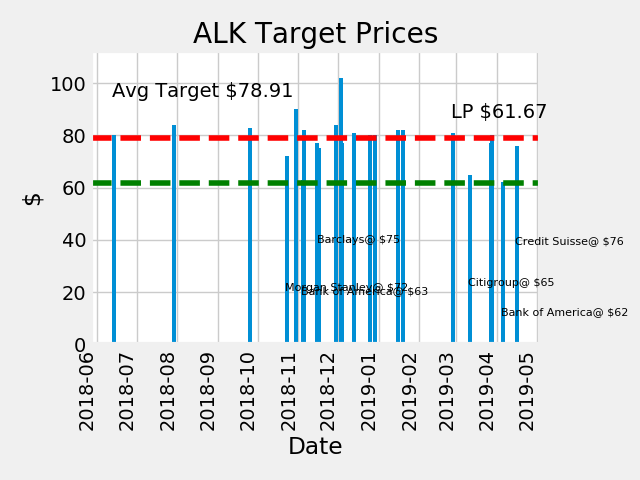 ALK Target Prices
Avg Target $78.91
LP $61.67
100
80
60
40
20
0
$
Barclays@ $75
Credit Suisse@ $76
Morgan Stanley@ $72
Bank of America@ $63
Citigroup@ $65
Bank of America@ $62
2018-06
2018-07
2018-08
2018-09
2018-10
2018-11
2018-12
2019-01
2019-02
2019-03
2019-04
2019-05
Date